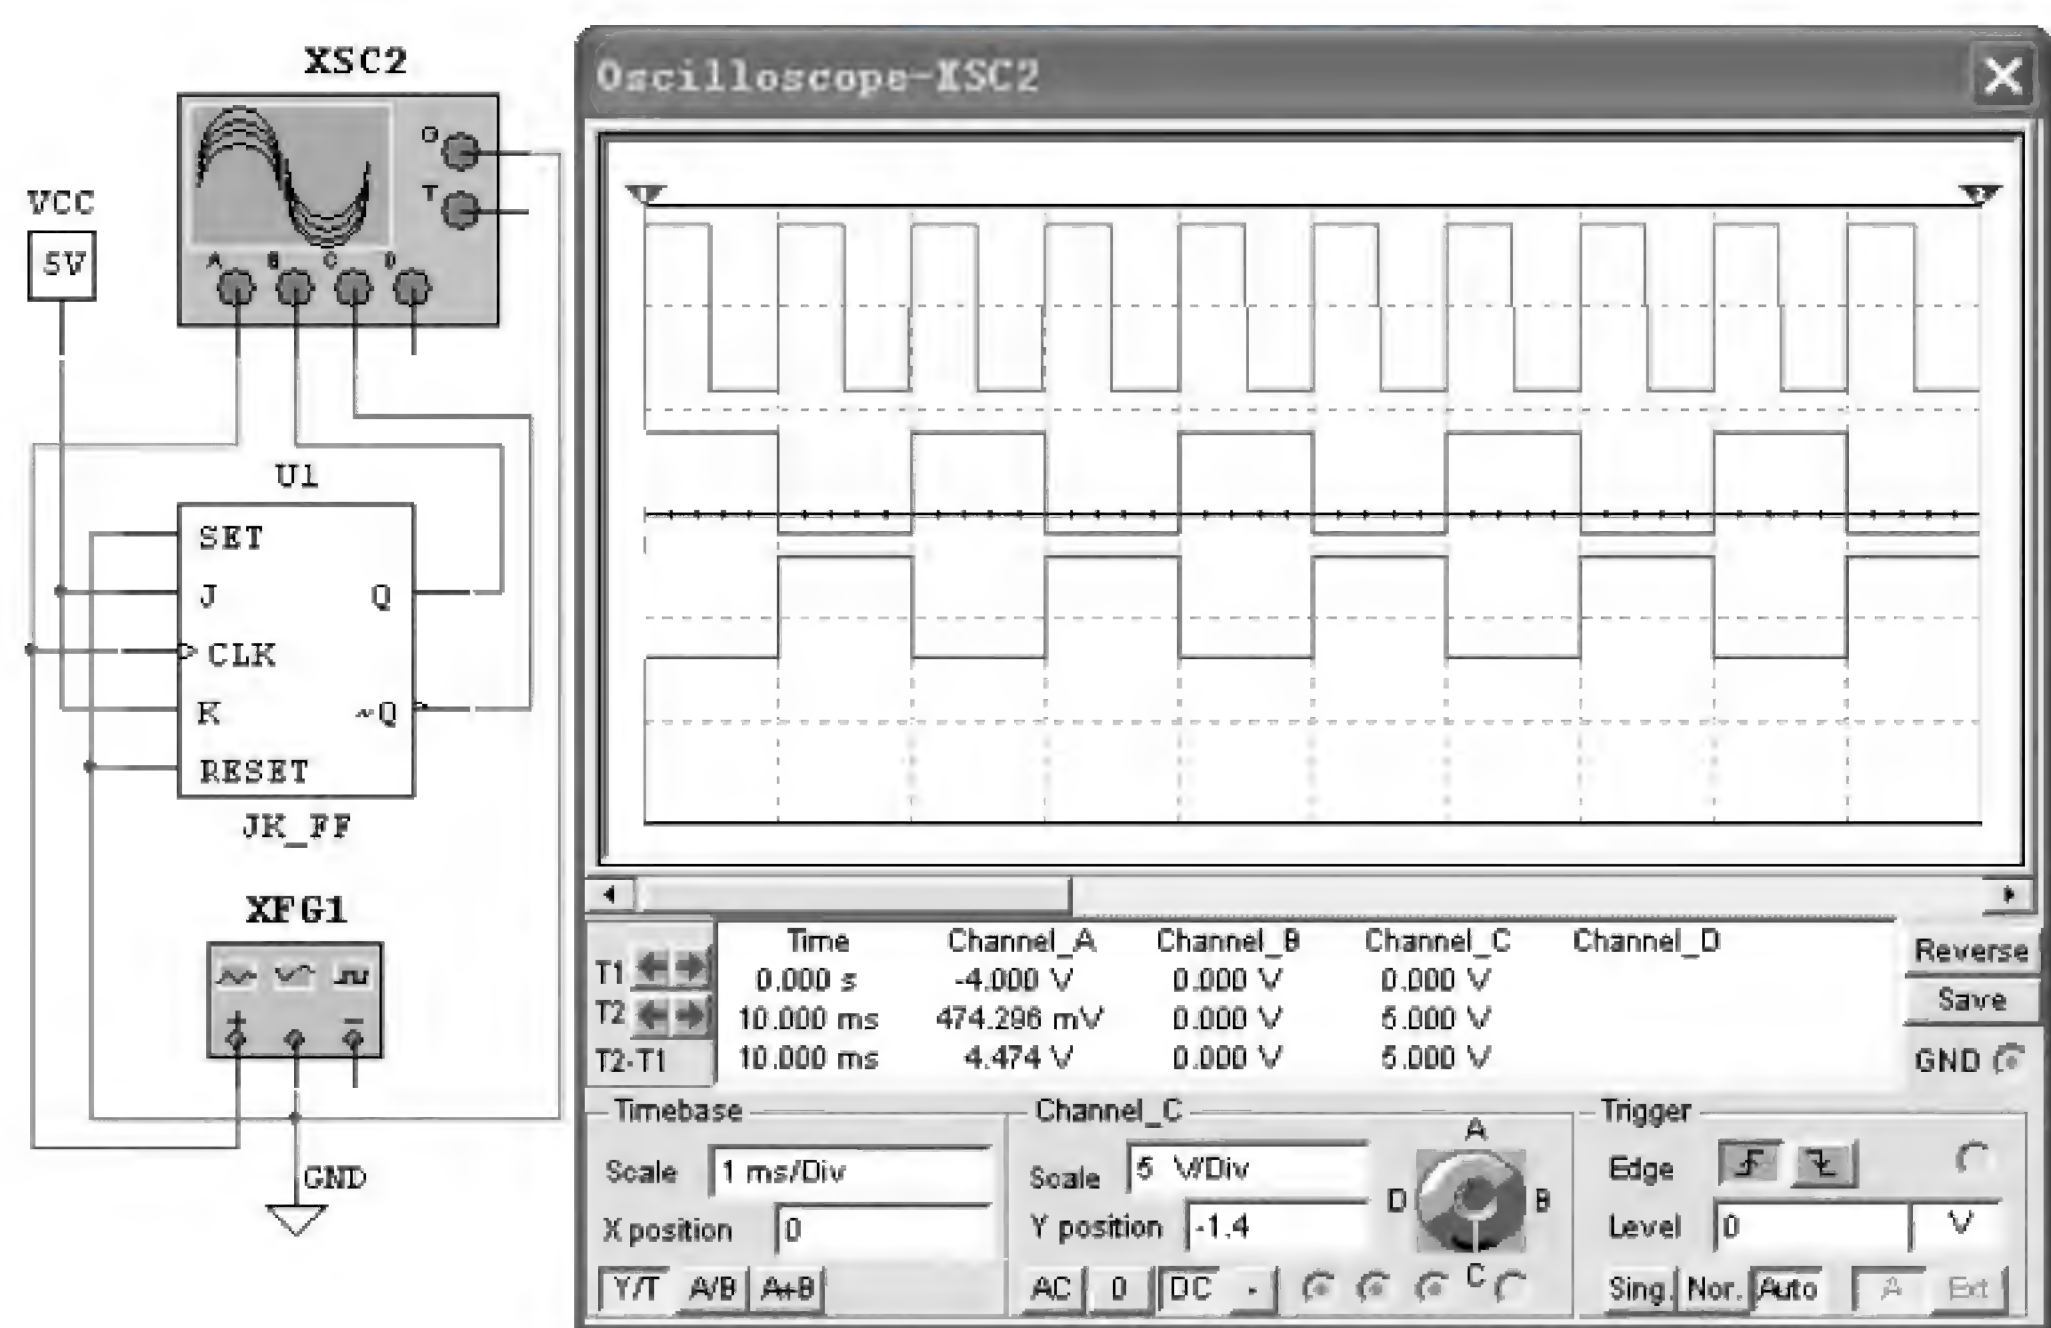 XSC2
G
T
A B C D
VCC
5V
U1
SET
J Q
CLK
K ~Q
RESET
JK_FF
XFG1
+ −
GND
Oscilloscope-XSC2
1 2
Time Channel_A Channel_B Channel_C Channel_D
T1 0.000 s -4.000 V 0.000 V 0.000 V
T2 10.000 ms 474.296 mV 0.000 V 5.000 V
T2-T1 10.000 ms 4.474 V 0.000 V 5.000 V
Reverse
Save
GND
Timebase
Scale 1 ms/Div
X position 0
Y/T A/B A+B
Channel_C
Scale 5 V/Div
Y position -1.4
AC 0 DC -
A
B
C
D
Trigger
Edge
Level 0 V
Sing. Nor. Auto A Ext